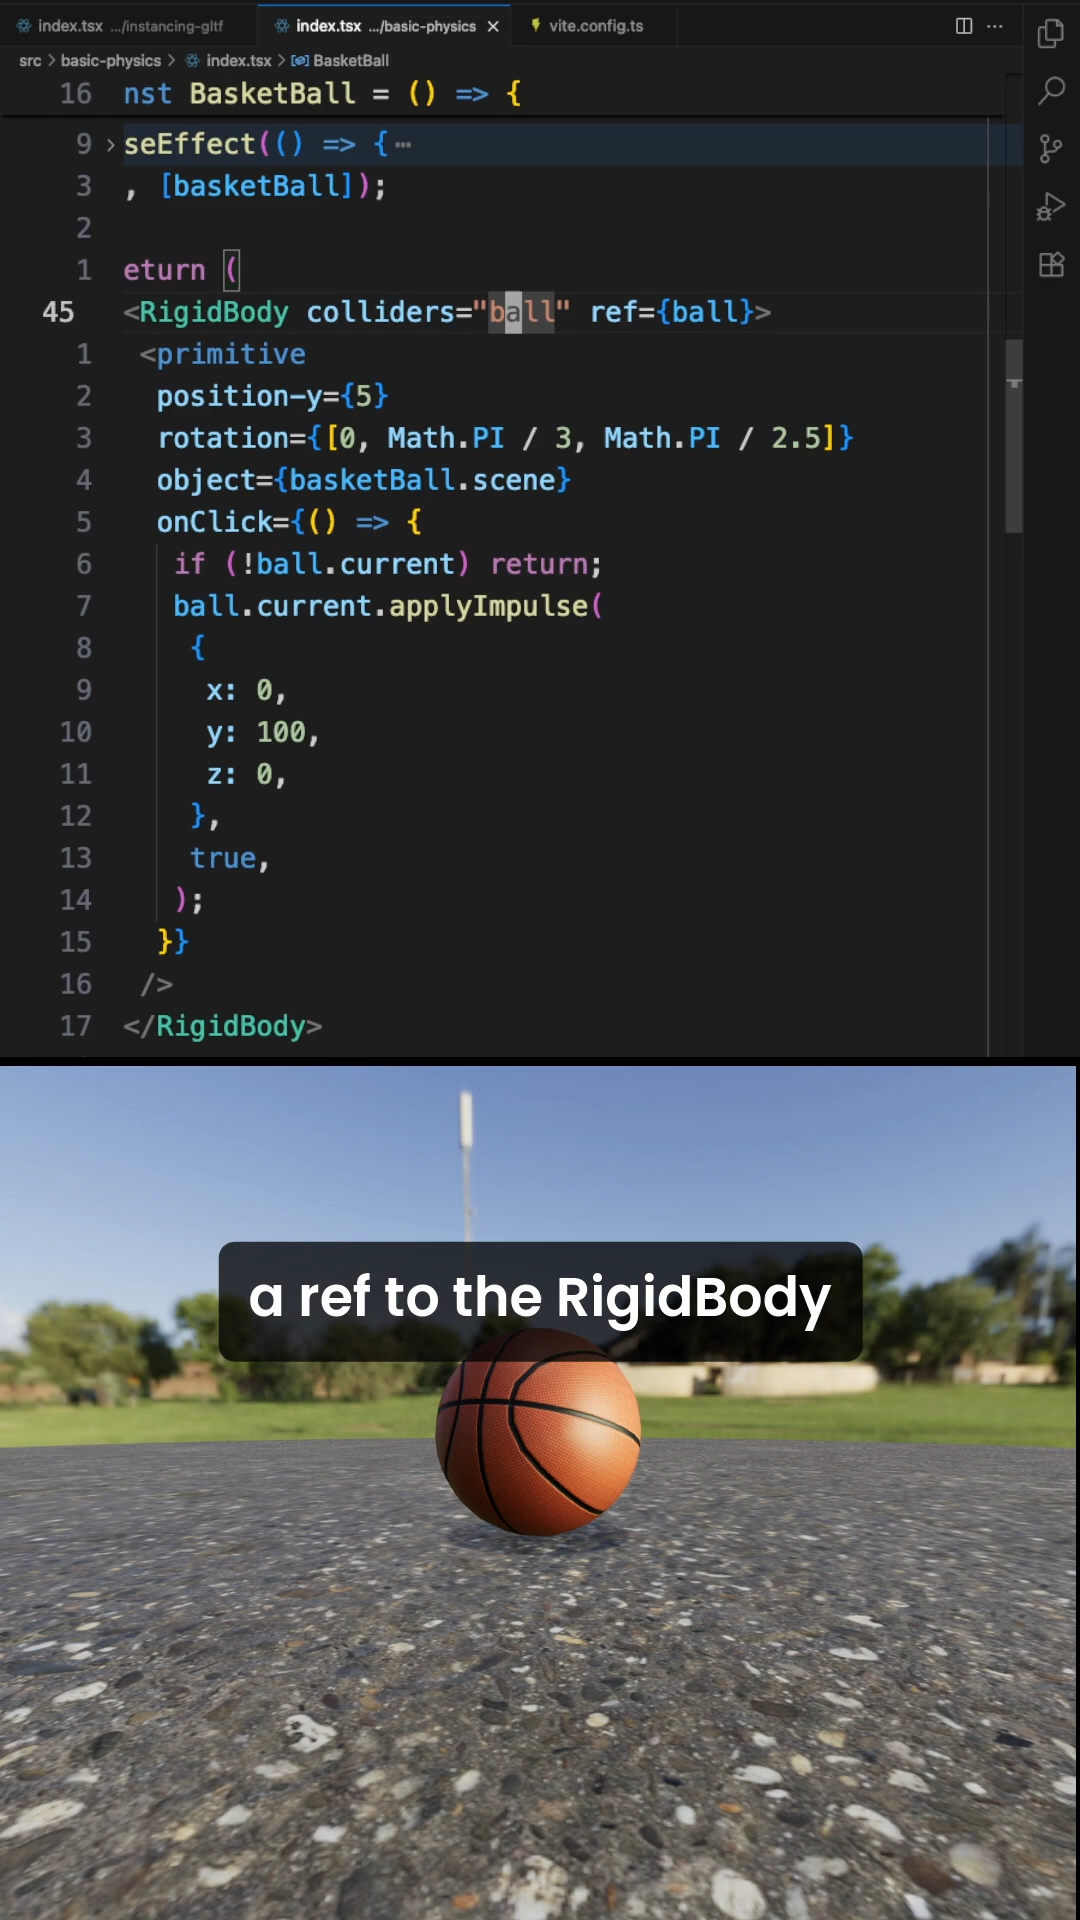 index.tsx .../instancing-gltf
index.tsx .../basic-physics
vite.config.ts
src > basic-physics > index.tsx > BasketBall
16 nst BasketBall = () => {
9 seEffect(() => {
3 , [basketBall]);
2
1 eturn (
45 <RigidBody colliders="ball" ref={ball}>
1 <primitive
2 position-y={5}
3 rotation={[0, Math.PI / 3, Math.PI / 2.5]}
4 object={basketBall.scene}
5 onClick={() => {
6 if (!ball.current) return;
7 ball.current.applyImpulse(
8 {
9 x: 0,
10 y: 100,
11 z: 0,
12 },
13 true,
14 );
15 }}
16 />
17 </RigidBody>
a ref to the RigidBody